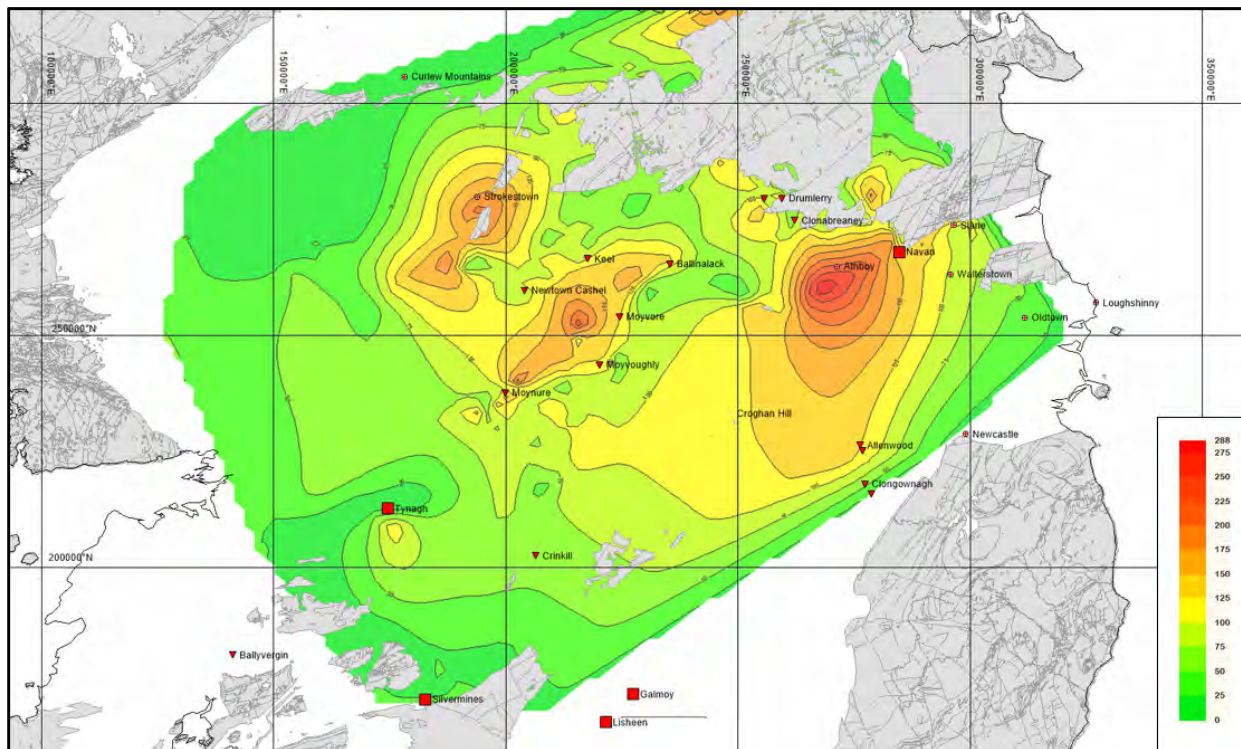 100000°E
150000°E
200000°E
250000°E
300000°E
350000°E
Curlew Mountains
Strokestown
Drumlerry
Clonabreaney
Slane
Navan
Keel
Ballinalack
Athboy
Walterstown
Newtown Cashel
Loughshinny
Moyvore
Oldtown
250000°N
Moyvoughly
Moynure
Croghan Hill
Newcastle
Allenwood
Clongownagh
Tynagh
Crinkill
200000°N
Ballyvergin
Silvermines
Galmoy
Lisheen
288
275
250
225
200
175
150
125
100
75
50
25
0